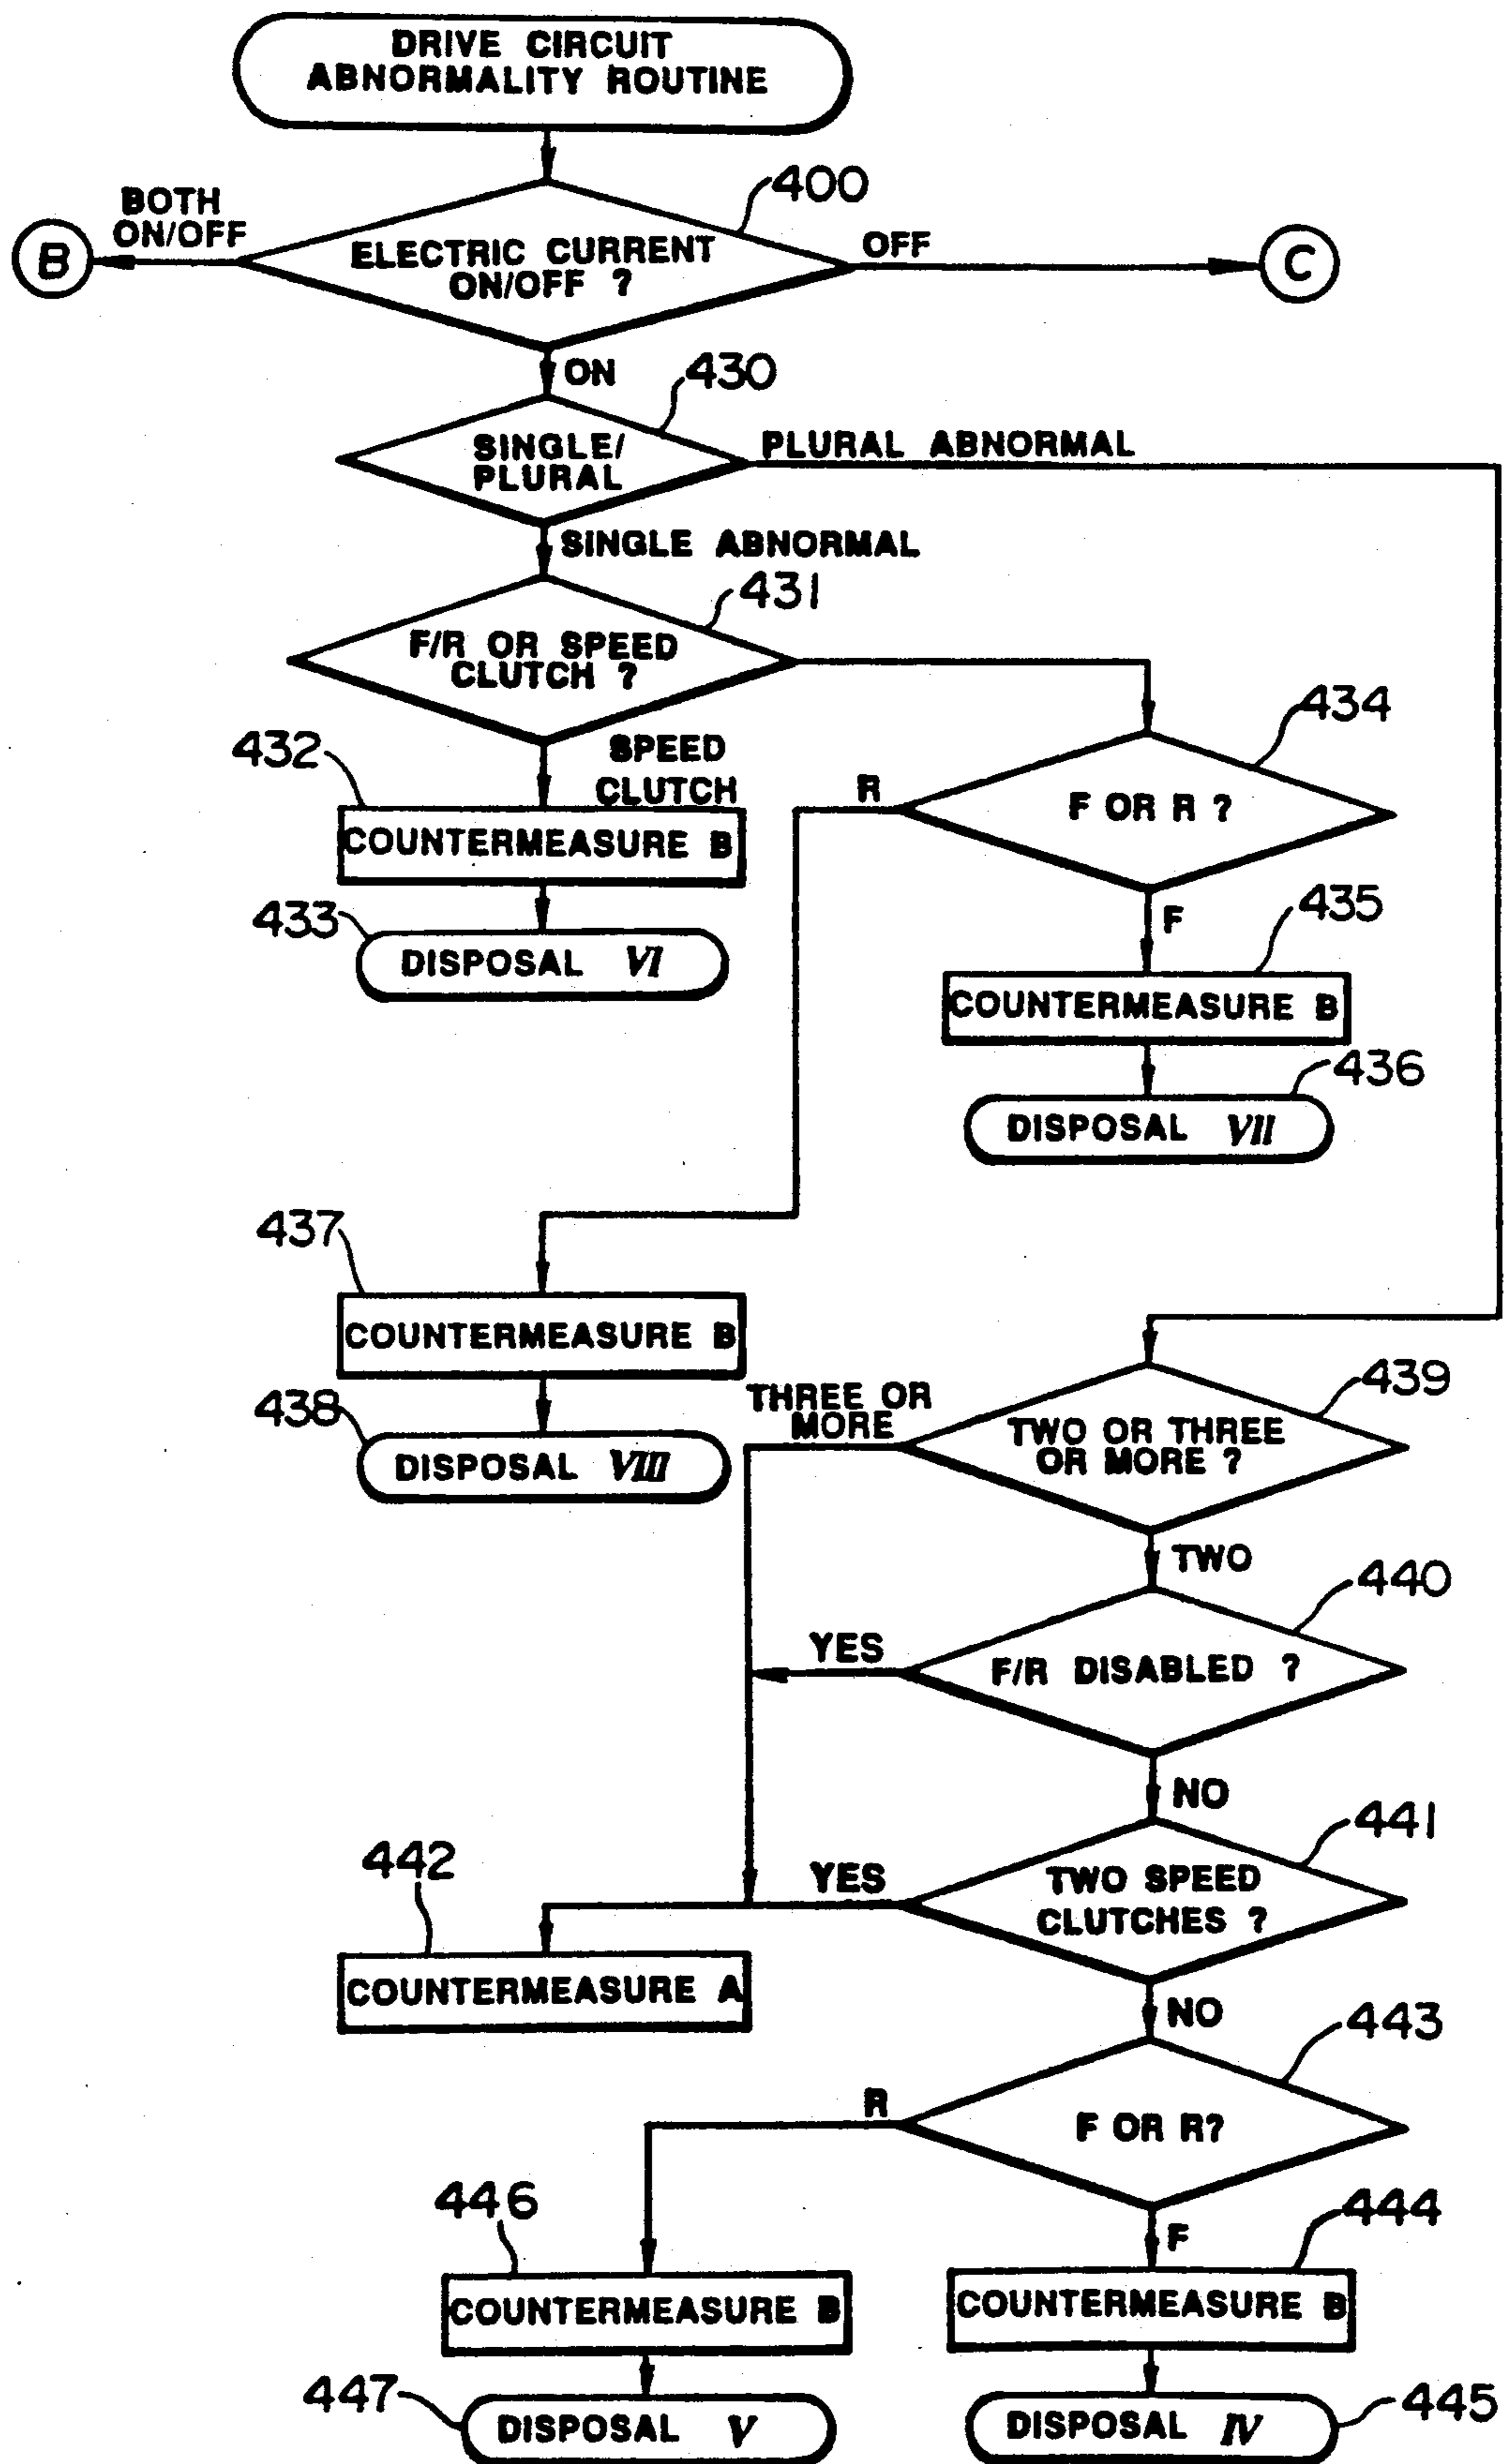 DRIVE CIRCUIT
ABNORMALITY ROUTINE
400
BOTH
ON/OFF
B
ELECTRIC CURRENT
ON/OFF ?
OFF
C
ON
430
SINGLE/
PLURAL
PLURAL ABNORMAL
SINGLE ABNORMAL
431
F/R OR SPEED
CLUTCH ?
434
432
SPEED
CLUTCH
R
F OR R ?
COUNTERMEASURE B
F
435
433
DISPOSAL VI
COUNTERMEASURE B
436
DISPOSAL VII
437
COUNTERMEASURE B
438
DISPOSAL VIII
THREE OR
MORE
439
TWO OR THREE
OR MORE ?
TWO
440
YES
F/R DISABLED ?
NO
441
442
YES
TWO SPEED
CLUTCHES ?
COUNTERMEASURE A
NO
443
R
F OR R?
446
444
F
COUNTERMEASURE B
COUNTERMEASURE B
447
DISPOSAL V
DISPOSAL IV
445